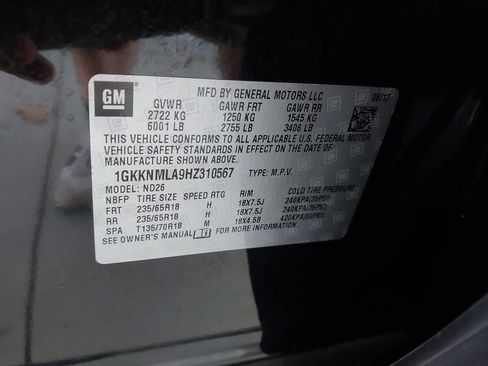 GM
MFD BY GENERAL MOTORS LLC
06/17
GVWR GAWR FRT GAWR RR
2722 KG 1250 KG 1545 KG
6001 LB 2755 LB 3406 LB
THIS VEHICLE CONFORMS TO ALL APPLICABLE U.S. FEDERAL MOTOR
VEHICLE SAFETY STANDARDS IN EFFECT ON THE DATE OF
MANUFACTURE SHOWN ABOVE.
1GKKNMLA9HZ310567 TYPE: M.P.V.
MODEL: ND26
NBFP TIRE SIZE SPEED RTG RIM COLD TIRE PRESSURE
FRT 235/65R18 H 18X7.5J 240KPA(35PSI)
RR 235/65R18 H 18X7.5J 240KPA(35PSI)
SPA T135/70R18 M 18X4.5B 420KPA(60PSI)
SEE OWNER'S MANUAL FOR MORE INFORMATION.